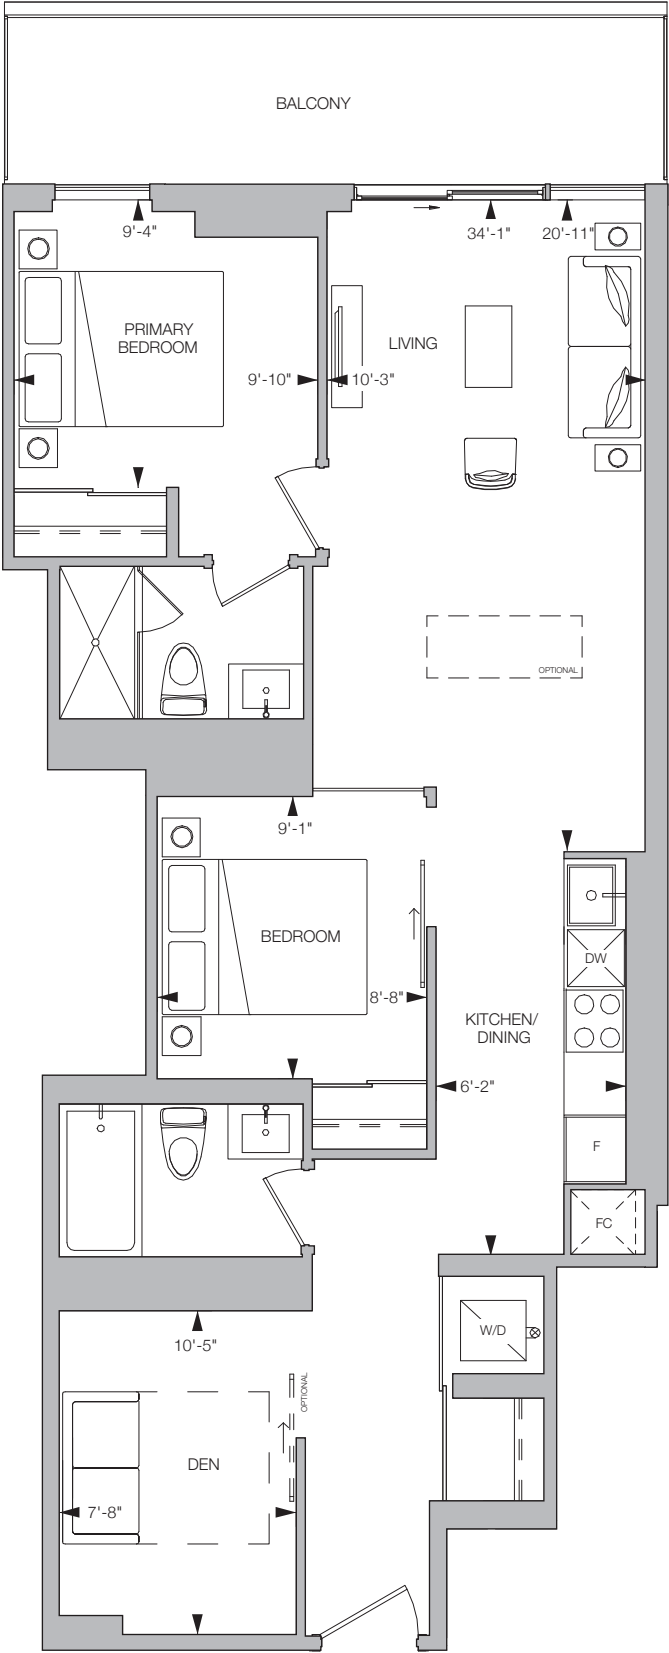 BALCONY
9'-4"
34'-1"
20'-11"
PRIMARY
BEDROOM
LIVING
9'-10"
10'-3"
OPTIONAL
9'-1"
BEDROOM
DW
8'-8"
KITCHEN/
DINING
6'-2"
F
FC
W/D
10'-5"
OPTIONAL
DEN
7'-8"